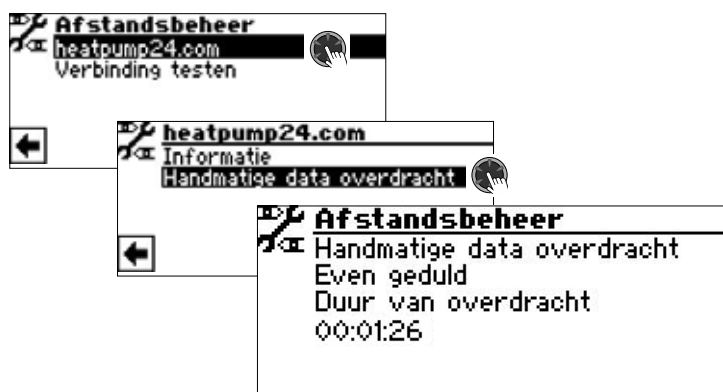 Afstandsbeheer
heatpump24.com
Verbinding testen
heatpump24.com
Informatie
Handmatige data overdracht
Afstandsbeheer
Handmatige data overdracht
Even geduld
Duur van overdracht
00:01:26